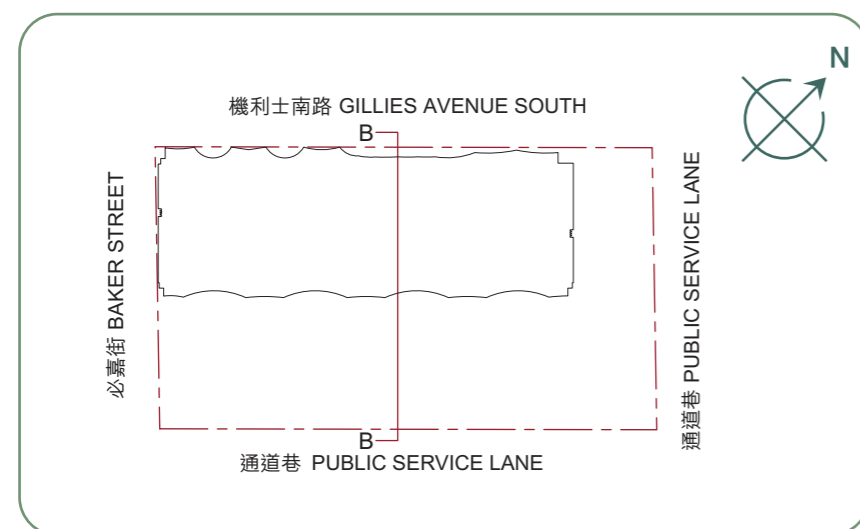 N
機利士南路 GILLIES AVENUE SOUTH
B
必嘉街 BAKER STREET
通道巷 PUBLIC SERVICE LANE
B
通道巷 PUBLIC SERVICE LANE